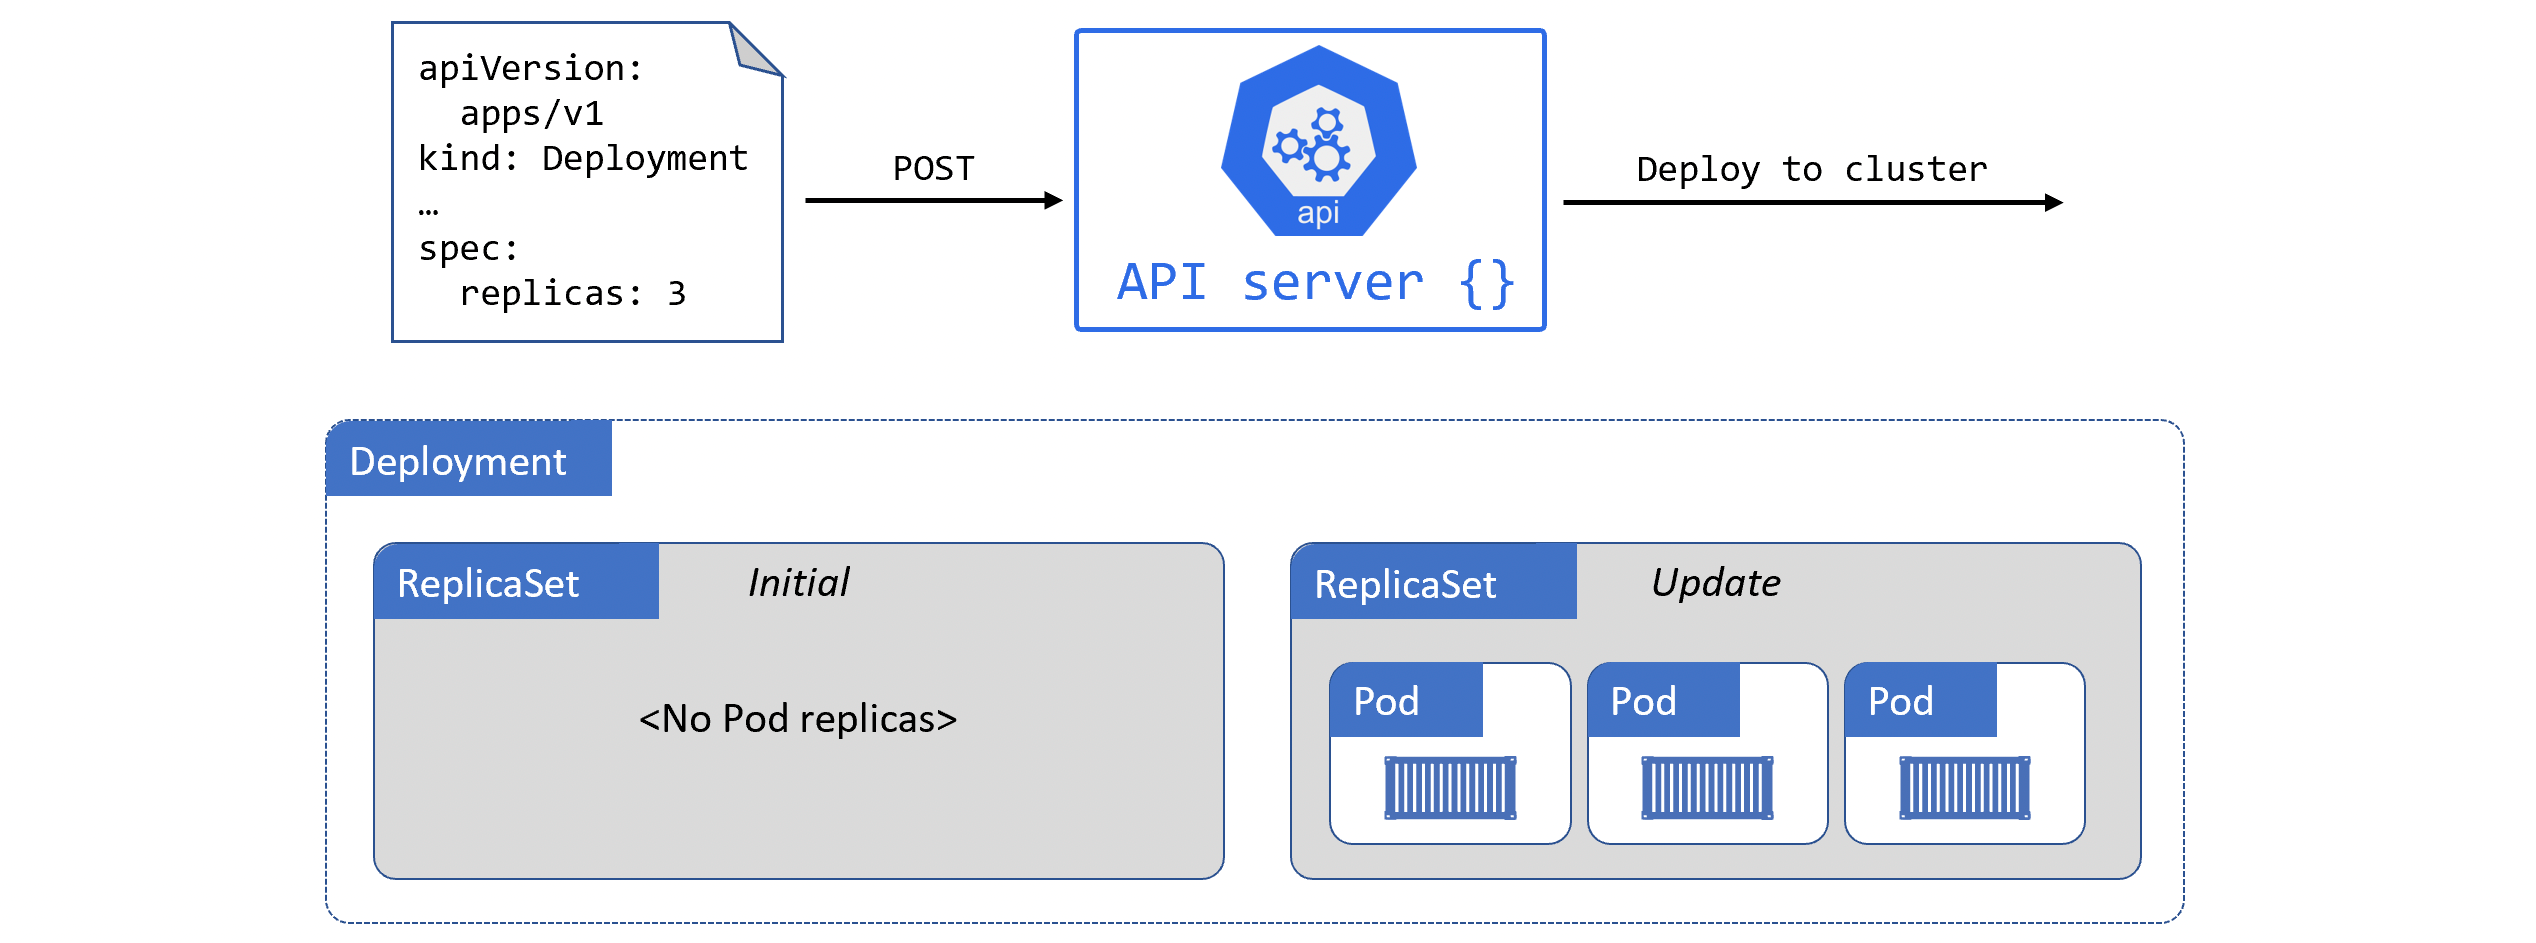 apiVersion:
  apps/v1
kind: Deployment
…
spec:
  replicas: 3
POST
api
API server {}
Deploy to cluster
Deployment
ReplicaSet
Initial
<No Pod replicas>
ReplicaSet
Update
Pod
Pod
Pod